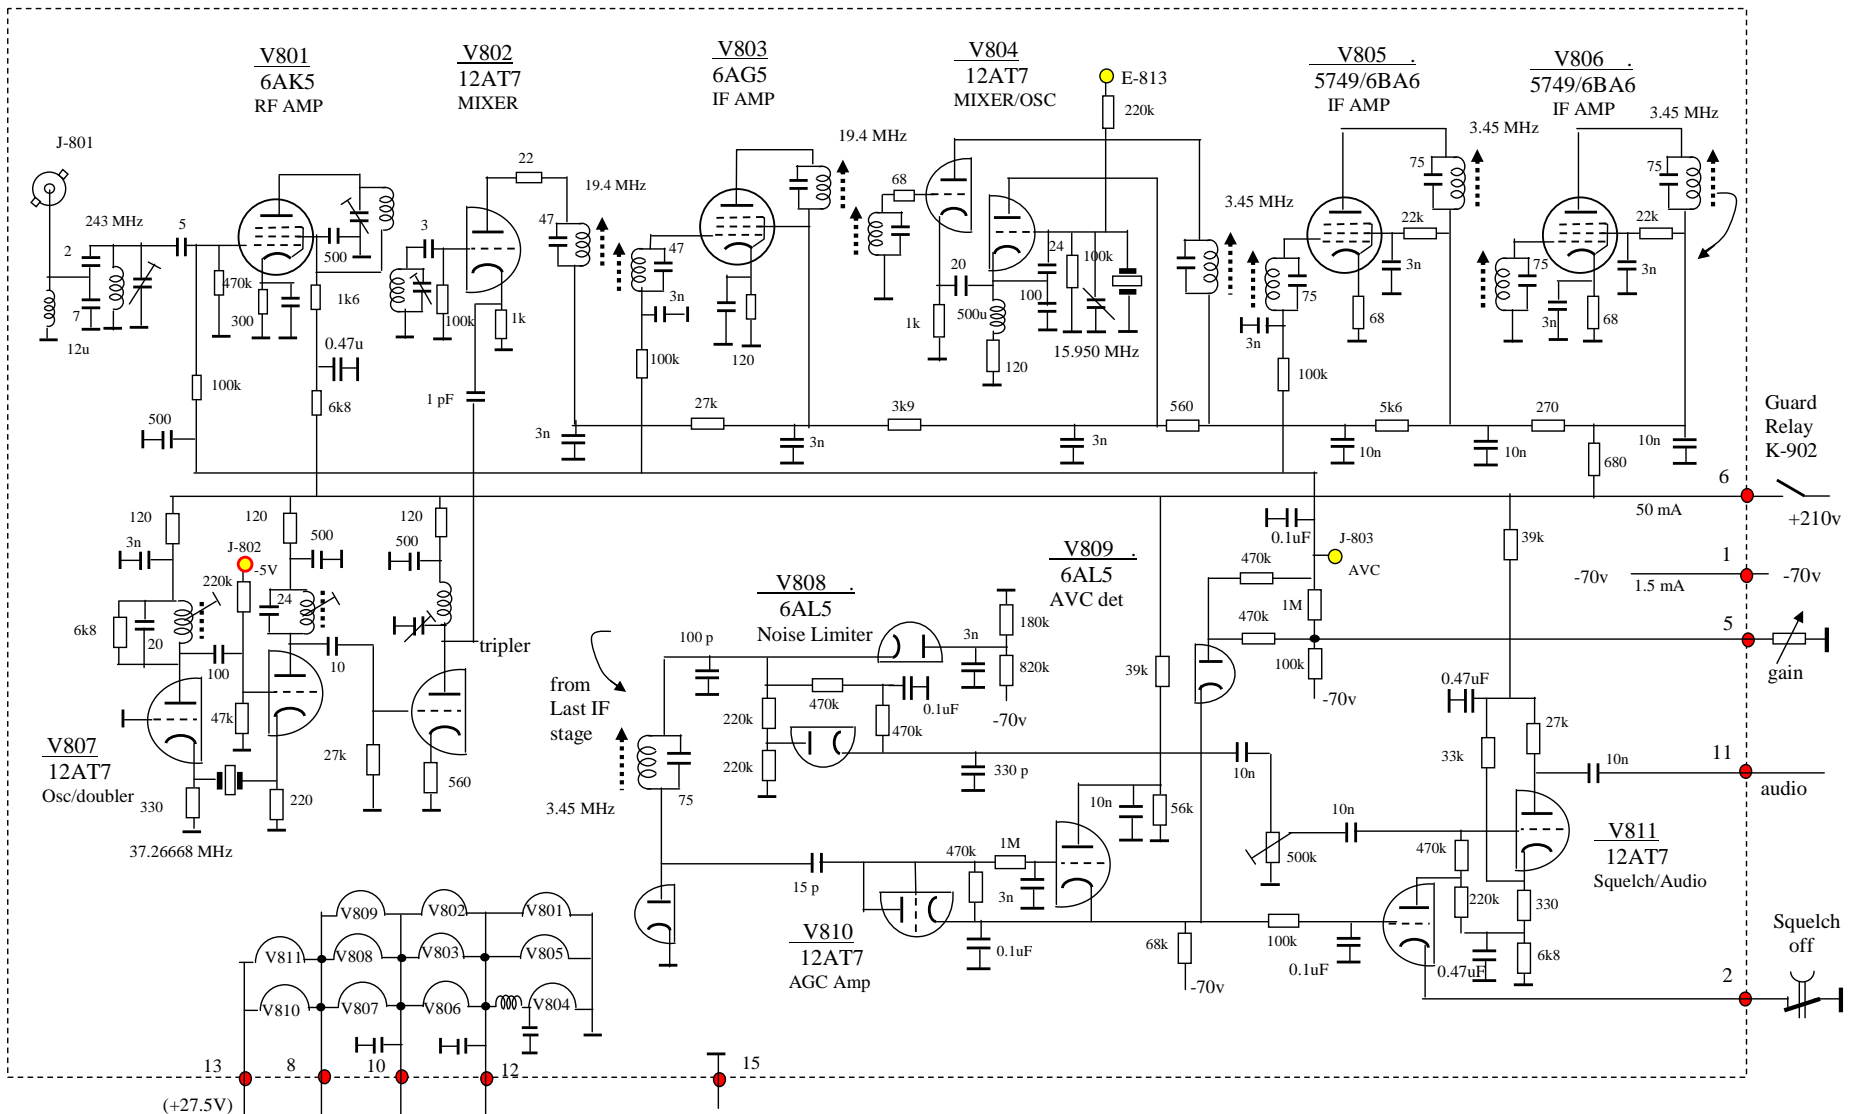 V801
6AK5
RF AMP
V802
12AT7
MIXER
V803
6AG5
IF AMP
V804
12AT7
MIXER/OSC
E-813
220k
V805 .
5749/6BA6
IF AMP
V806 .
5749/6BA6
IF AMP
3.45 MHz
3.45 MHz
J-801
22
19.4 MHz
19.4 MHz
68
75
75
243 MHz
5
2
7
12u
470k
300
500
1k6
3
100k
1k
47
47
3n
24
100k
20
100
500u
1k
120
120
15.950 MHz
3.45 MHz
22k
3n
75
68
3n
22k
3n
75
3n
68
100k
500
0.47u
6k8
1 pF
100k
100k
27k
3k9
560
5k6
270
3n
3n
3n
10n
10n
10n
680
Guard
Relay
K-902
6
50 mA
+210v
120
3n
120
500
J-802
-5V
220k
120
500
6k8
20
24
100
10
47k
tripler
V807
12AT7
Osc/doubler
330
220
27k
560
37.26668 MHz
V808 .
6AL5
Noise Limiter
V809 .
6AL5
AVC det
0.1uF
J-803
AVC
470k
1M
470k
100k
-70v
39k
1
-70v
1.5 mA
-70v
5
gain
100 p
3n
180k
820k
-70v
39k
from
Last IF
stage
220k
470k
0.1uF
470k
220k
330 p
10n
3.45 MHz
75
10n
56k
0.47uF
33k
27k
10n
11
audio
10n
500k
470k
V811
12AT7
Squelch/Audio
15 p
470k
1M
3n
V810
12AT7
AGC Amp
0.1uF
68k
-70v
100k
0.1uF
220k
330
0.47uF
6k8
Squelch
off
2
V809
V802
V801
V811
V808
V803
V805
V810
V807
V806
V804
13
8
10
12
15
(+27.5V)